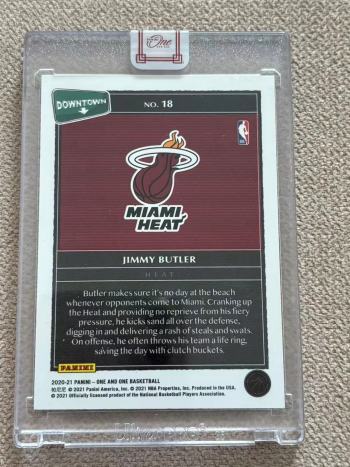 One
DOWNTOWN
NO. 18
MIAMI
HEAT
JIMMY BUTLER
HEAT
Butler makes sure it's no day at the beach
whenever opponents come to Miami. Cranking up
the Heat and providing no reprieve from his fiery
pressure, he kicks sand all over the defense,
digging in and delivering a rash of steals and swats.
On offense, he often throws his team a life ring,
saving the day with clutch buckets.
PANINI
2020-21 PANINI – ONE AND ONE BASKETBALL
帕尼尼 © 2021 Panini America, Inc. © 2021 NBA Properties, Inc. Produced in the USA.
© 2021 Officially licensed product of the National Basketball Players Association.